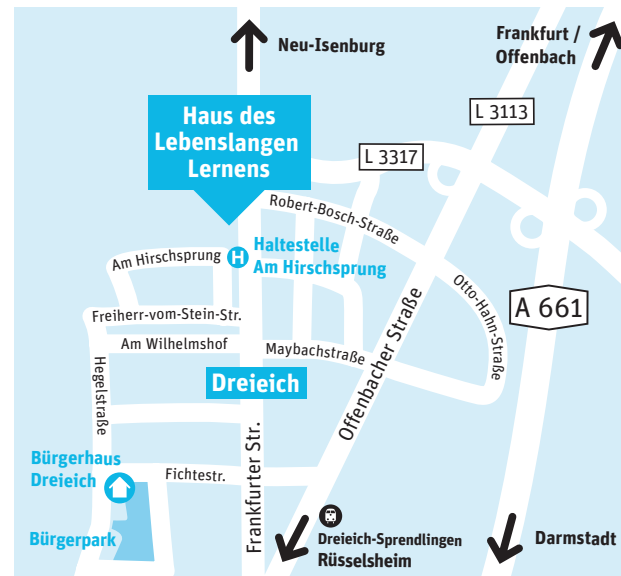 Neu-Isenburg
Frankfurt /
Offenbach
L 3113
Haus des
Lebenslangen
Lernens
L 3317
Robert-Bosch-Straße
H
Haltestelle
Am Hirschsprung
Am Hirschsprung
Otto-Hahn-Straße
A 661
Freiherr-vom-Stein-Str.
Am Wilhelmshof
Maybachstraße
Offenbacher Straße
Hegelstraße
Dreieich
Frankfurter Str.
Bürgerhaus
Dreieich
Fichtestr.
Bürgerpark
Dreieich-Sprendlingen
Rüsselsheim
Darmstadt